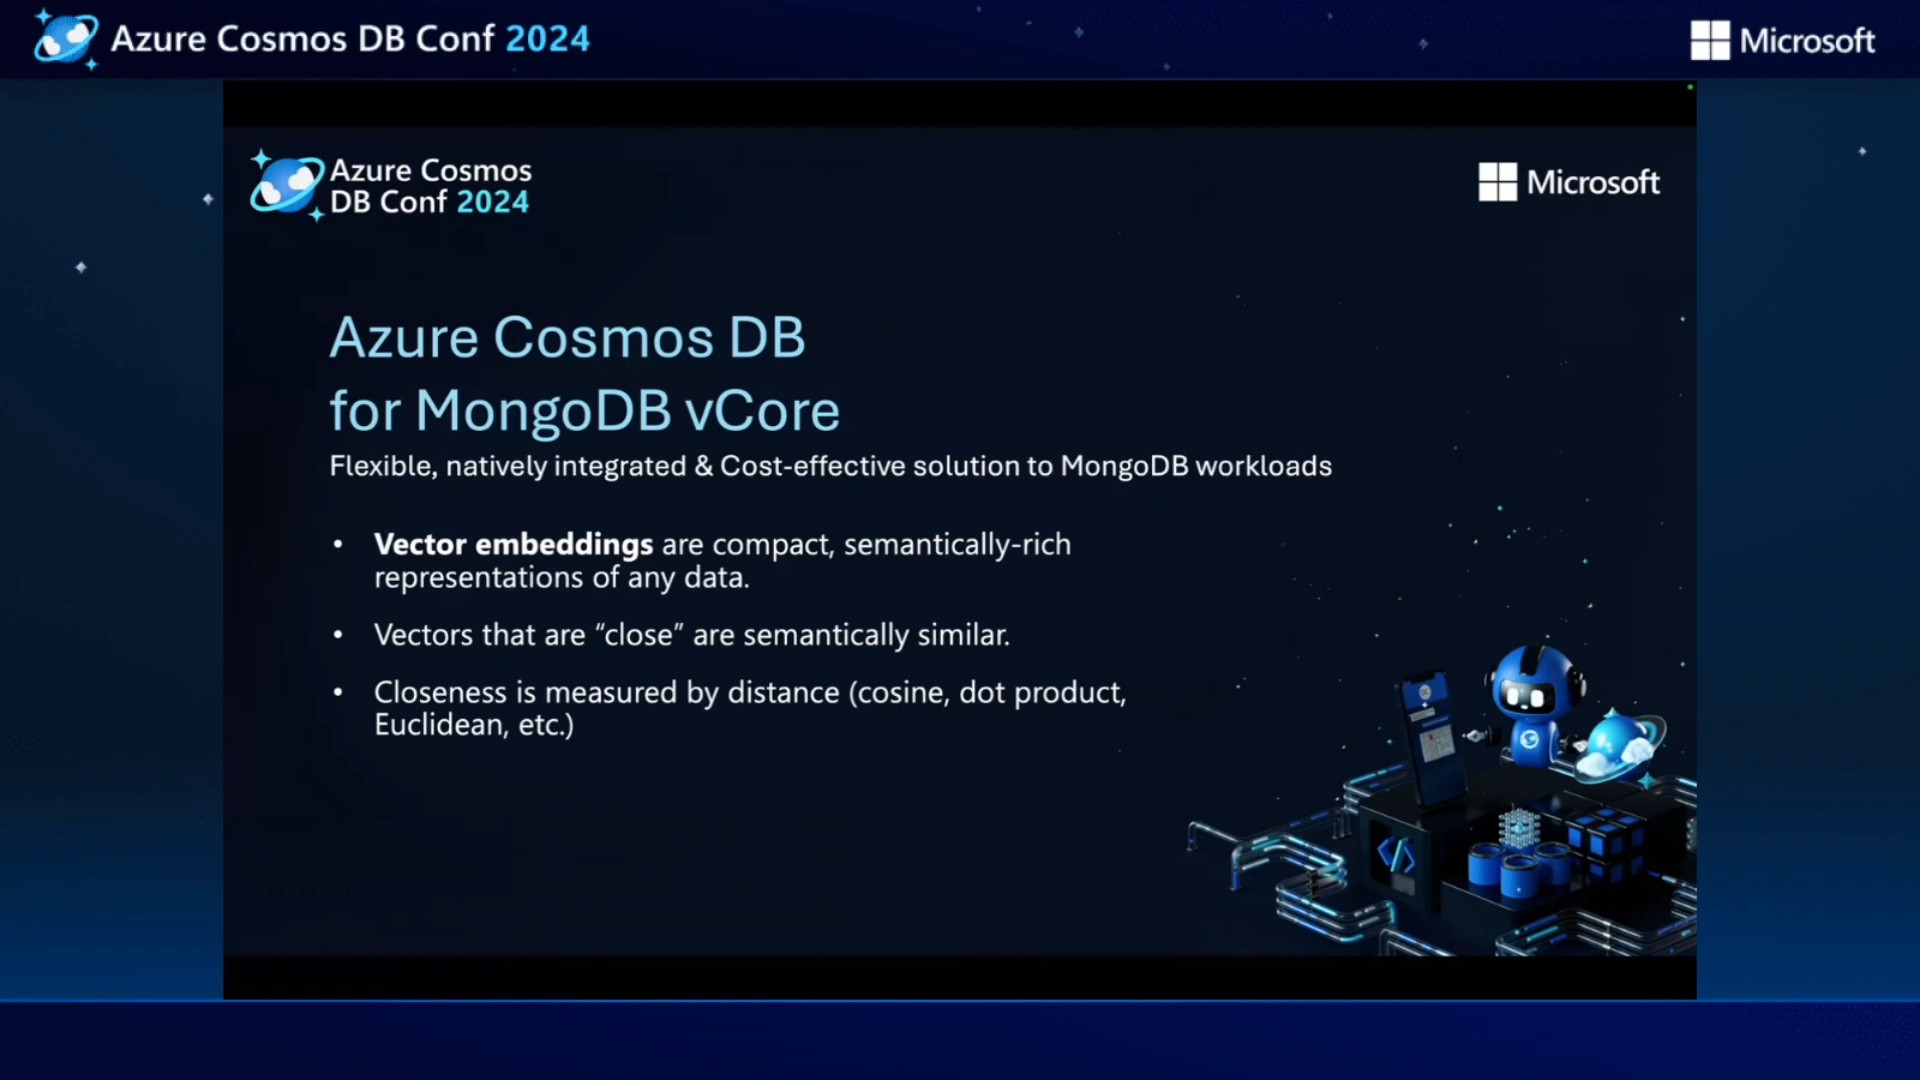 Azure Cosmos DB Conf 2024
Microsoft
Azure Cosmos
DB Conf 2024
Microsoft
Azure Cosmos DB
for MongoDB vCore
Flexible, natively integrated & Cost-effective solution to MongoDB workloads
• Vector embeddings are compact, semantically-rich
representations of any data.
• Vectors that are “close” are semantically similar.
• Closeness is measured by distance (cosine, dot product,
Euclidean, etc.)